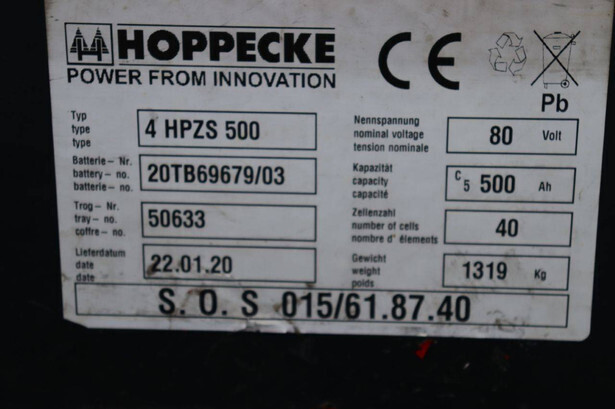 HOPPECKE
POWER FROM INNOVATION
CE
Pb
Typ
type
type
4 HPZS 500
Nennspannung
nominal voltage
tension nominale
80 Volt
Batterie–Nr.
battery–no.
batterie–no.
20TB69679/03
Kapazität
capacity
capacité
C5 500 Ah
Trog–Nr.
tray–no.
coffre–no.
50633
Zellenzahl
number of cells
nombre d' élements
40
Lieferdatum
date
date
22.01.20
Gewicht
weight
poids
1319 Kg
S. O. S 015/61.87.40